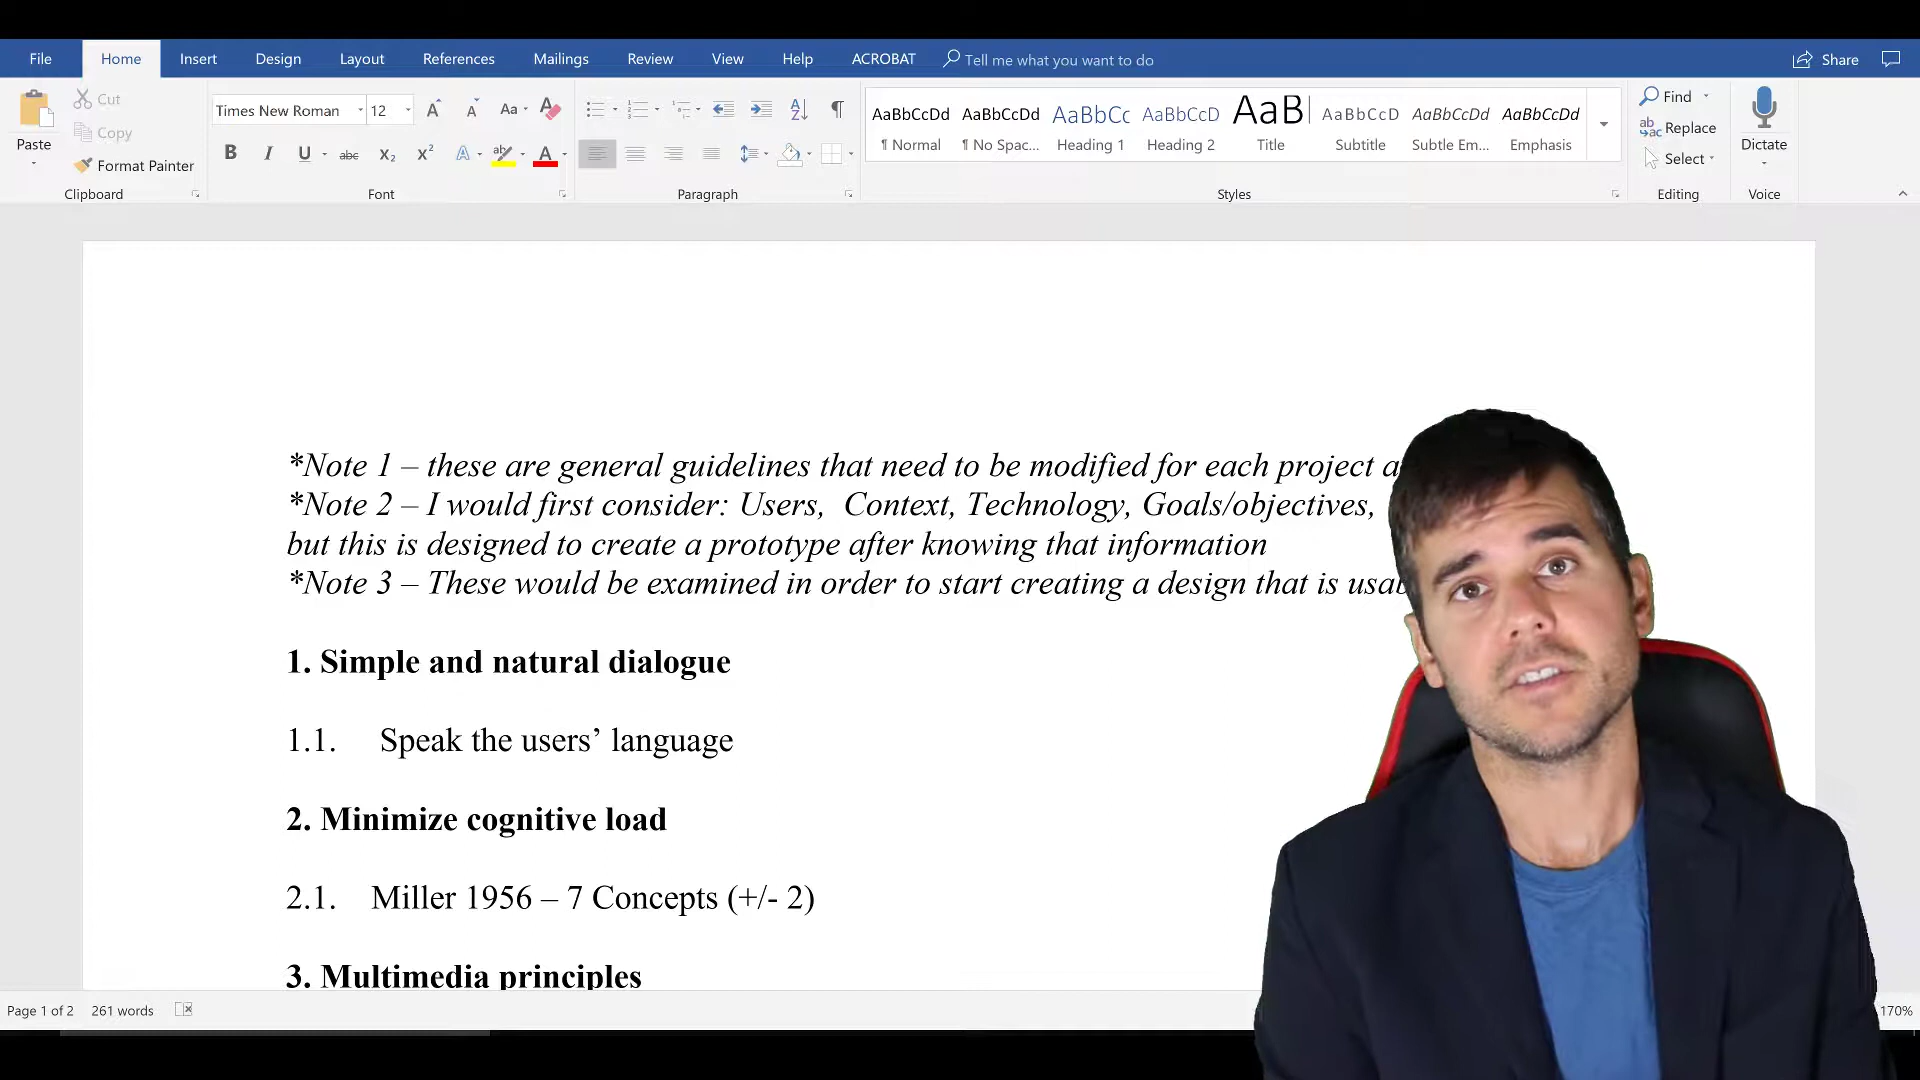 File Home Insert Design Layout References Mailings Review View Help ACROBAT Tell me what you want to do Share
Cut
Copy
Paste
Format Painter
Clipboard
Times New Roman 12
Font
Paragraph
AaBbCcDd AaBbCcDd AaBbCc AaBbCcD AaB AaBbCcD AaBbCcDd AaBbCcDd
¶ Normal ¶ No Spac... Heading 1 Heading 2 Title Subtitle Subtle Em... Emphasis
Styles
Find
Replace
Select
Editing
Dictate
Voice
*Note 1 – these are general guidelines that need to be modified for each project
*Note 2 – I would first consider: Users, Context, Technology, Goals/objectives,
but this is designed to create a prototype after knowing that information
*Note 3 – These would be examined in order to start creating a design that is
1. Simple and natural dialogue
1.1. Speak the users’ language
2. Minimize cognitive load
2.1. Miller 1956 – 7 Concepts (+/- 2)
3. Multimedia principles
Page 1 of 2 261 words 170%